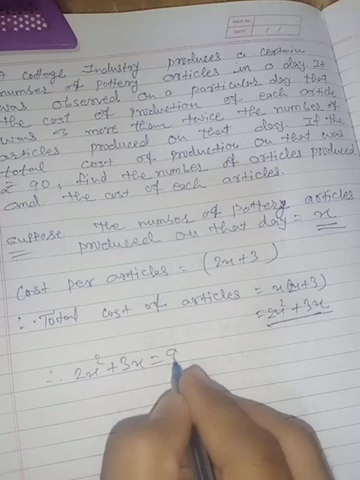 PAGE NO.
DATE / /
A Cottage Industry produces a certain
number of pottery articles in a day. It
was observed on a particular day that
the cost of production of each article
was 3 more than twice the number of
articles produced on that day. If the
total cost of production on that was
₹ 90, find the number of articles produced
and the cost of each articles.
Suppose the number of pottery articles
produced on that day = x
Cost per articles = (2x+3)
∴ Total cost of articles = x(2x+3)
= 2x² + 3x
∴ 2x² + 3x = 9